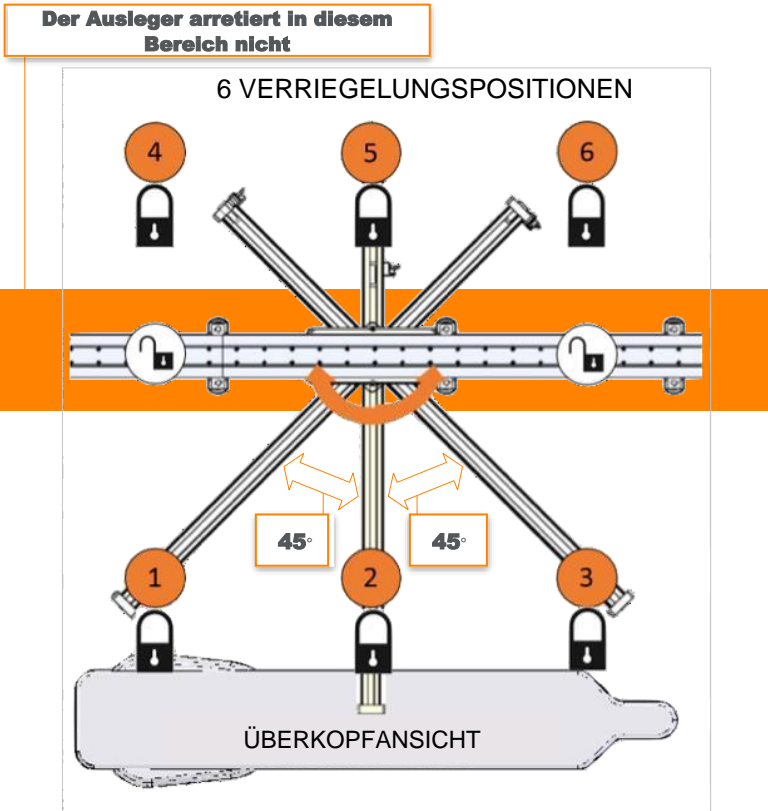 Der Ausleger arretiert in diesem
Bereich nicht
6 VERRIEGELUNGSPOSITIONEN
4
5
6
45°
45°
1
2
3
ÜBERKOPFANSICHT